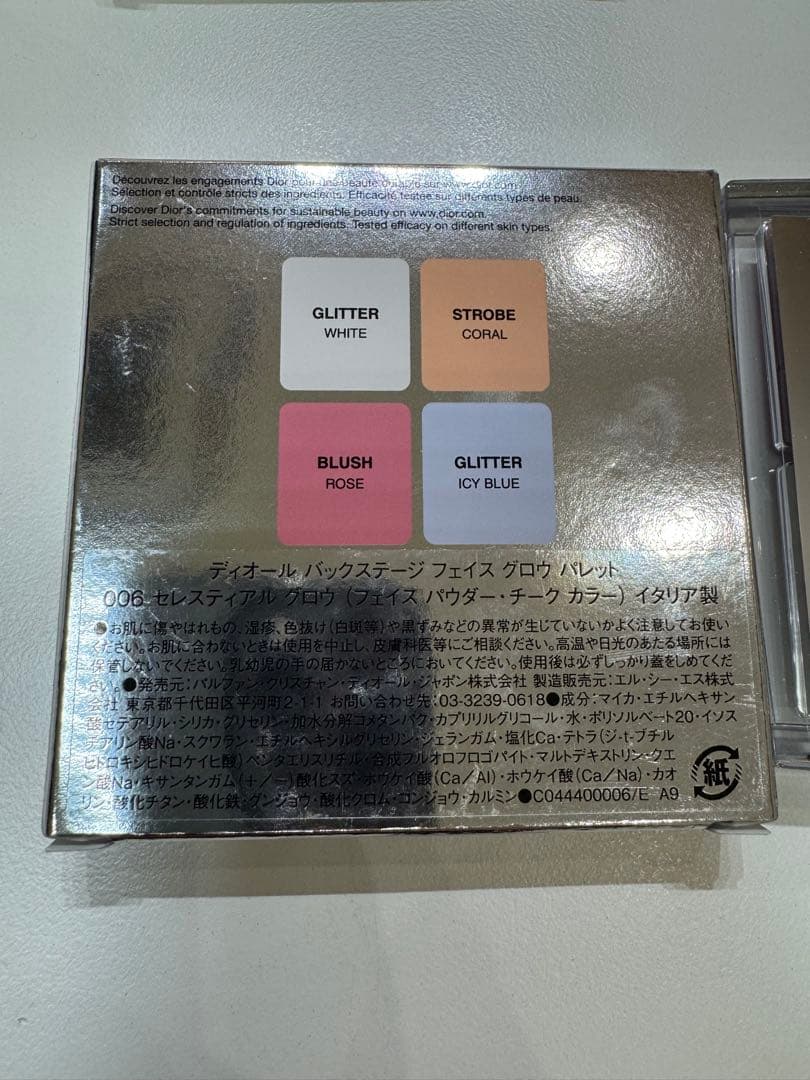 Découvrez les engagements Dior pour des beauté durable sur www.dior.com.
Sélection et contrôle stricts des ingrédients. Efficacité testée sur différents types de peau.
Discover Dior's commitments for sustainable beauty on www.dior.com.
Strict selection and regulation of ingredients. Tested efficacy on different skin types.
GLITTER
WHITE
STROBE
CORAL
BLUSH
ROSE
GLITTER
ICY BLUE
ディオール バックステージ フェイス グロウ パレット
006 セレスティアル グロウ (フェイス パウダー・チーク カラー) イタリア製
●お肌に傷やはれもの、湿疹、色抜け(白斑等)や黒ずみなどの異常が生じていないかよく注意してお使い
ください。お肌に合わないときは使用を中止し、皮膚科医等にご相談ください。高温や日光のあたる場所には
保管しないでください。乳幼児の手の届かないところにおいてください。使用後は必ずしっかり蓋をしめてくだ
さい。●発売元：パルファン・クリスチャン・ディオール・ジャポン株式会社 製造販売元：エル・シー・エス株式
会社 東京都千代田区平河町2-1-1 お問い合わせ先：03-3239-0618●成分：マイカ・エチルヘキサン
酸セテアリル・シリカ・グリセリン・加水分解コメタンパク・カプリリルグリコール・水・ポリソルベート20・イソス
テアリン酸Na・スクワラン・エチルヘキシルグリセリン・ジェランガム・塩化Ca・テトラ(ジ-t-ブチル
ヒドロキシヒドロケイヒ酸)ペンタエリスリチル・合成フルオロフロゴパイト・マルトデキストリン・クエ
ン酸Na・キサンタンガム(+/-)酸化スズ・ホウケイ酸(Ca/Al)・ホウケイ酸(Ca/Na)・カオ
リン・酸化チタン・酸化鉄・グンジョウ・酸化クロム・コンジョウ・カルミン●C044400006/E A9
紙